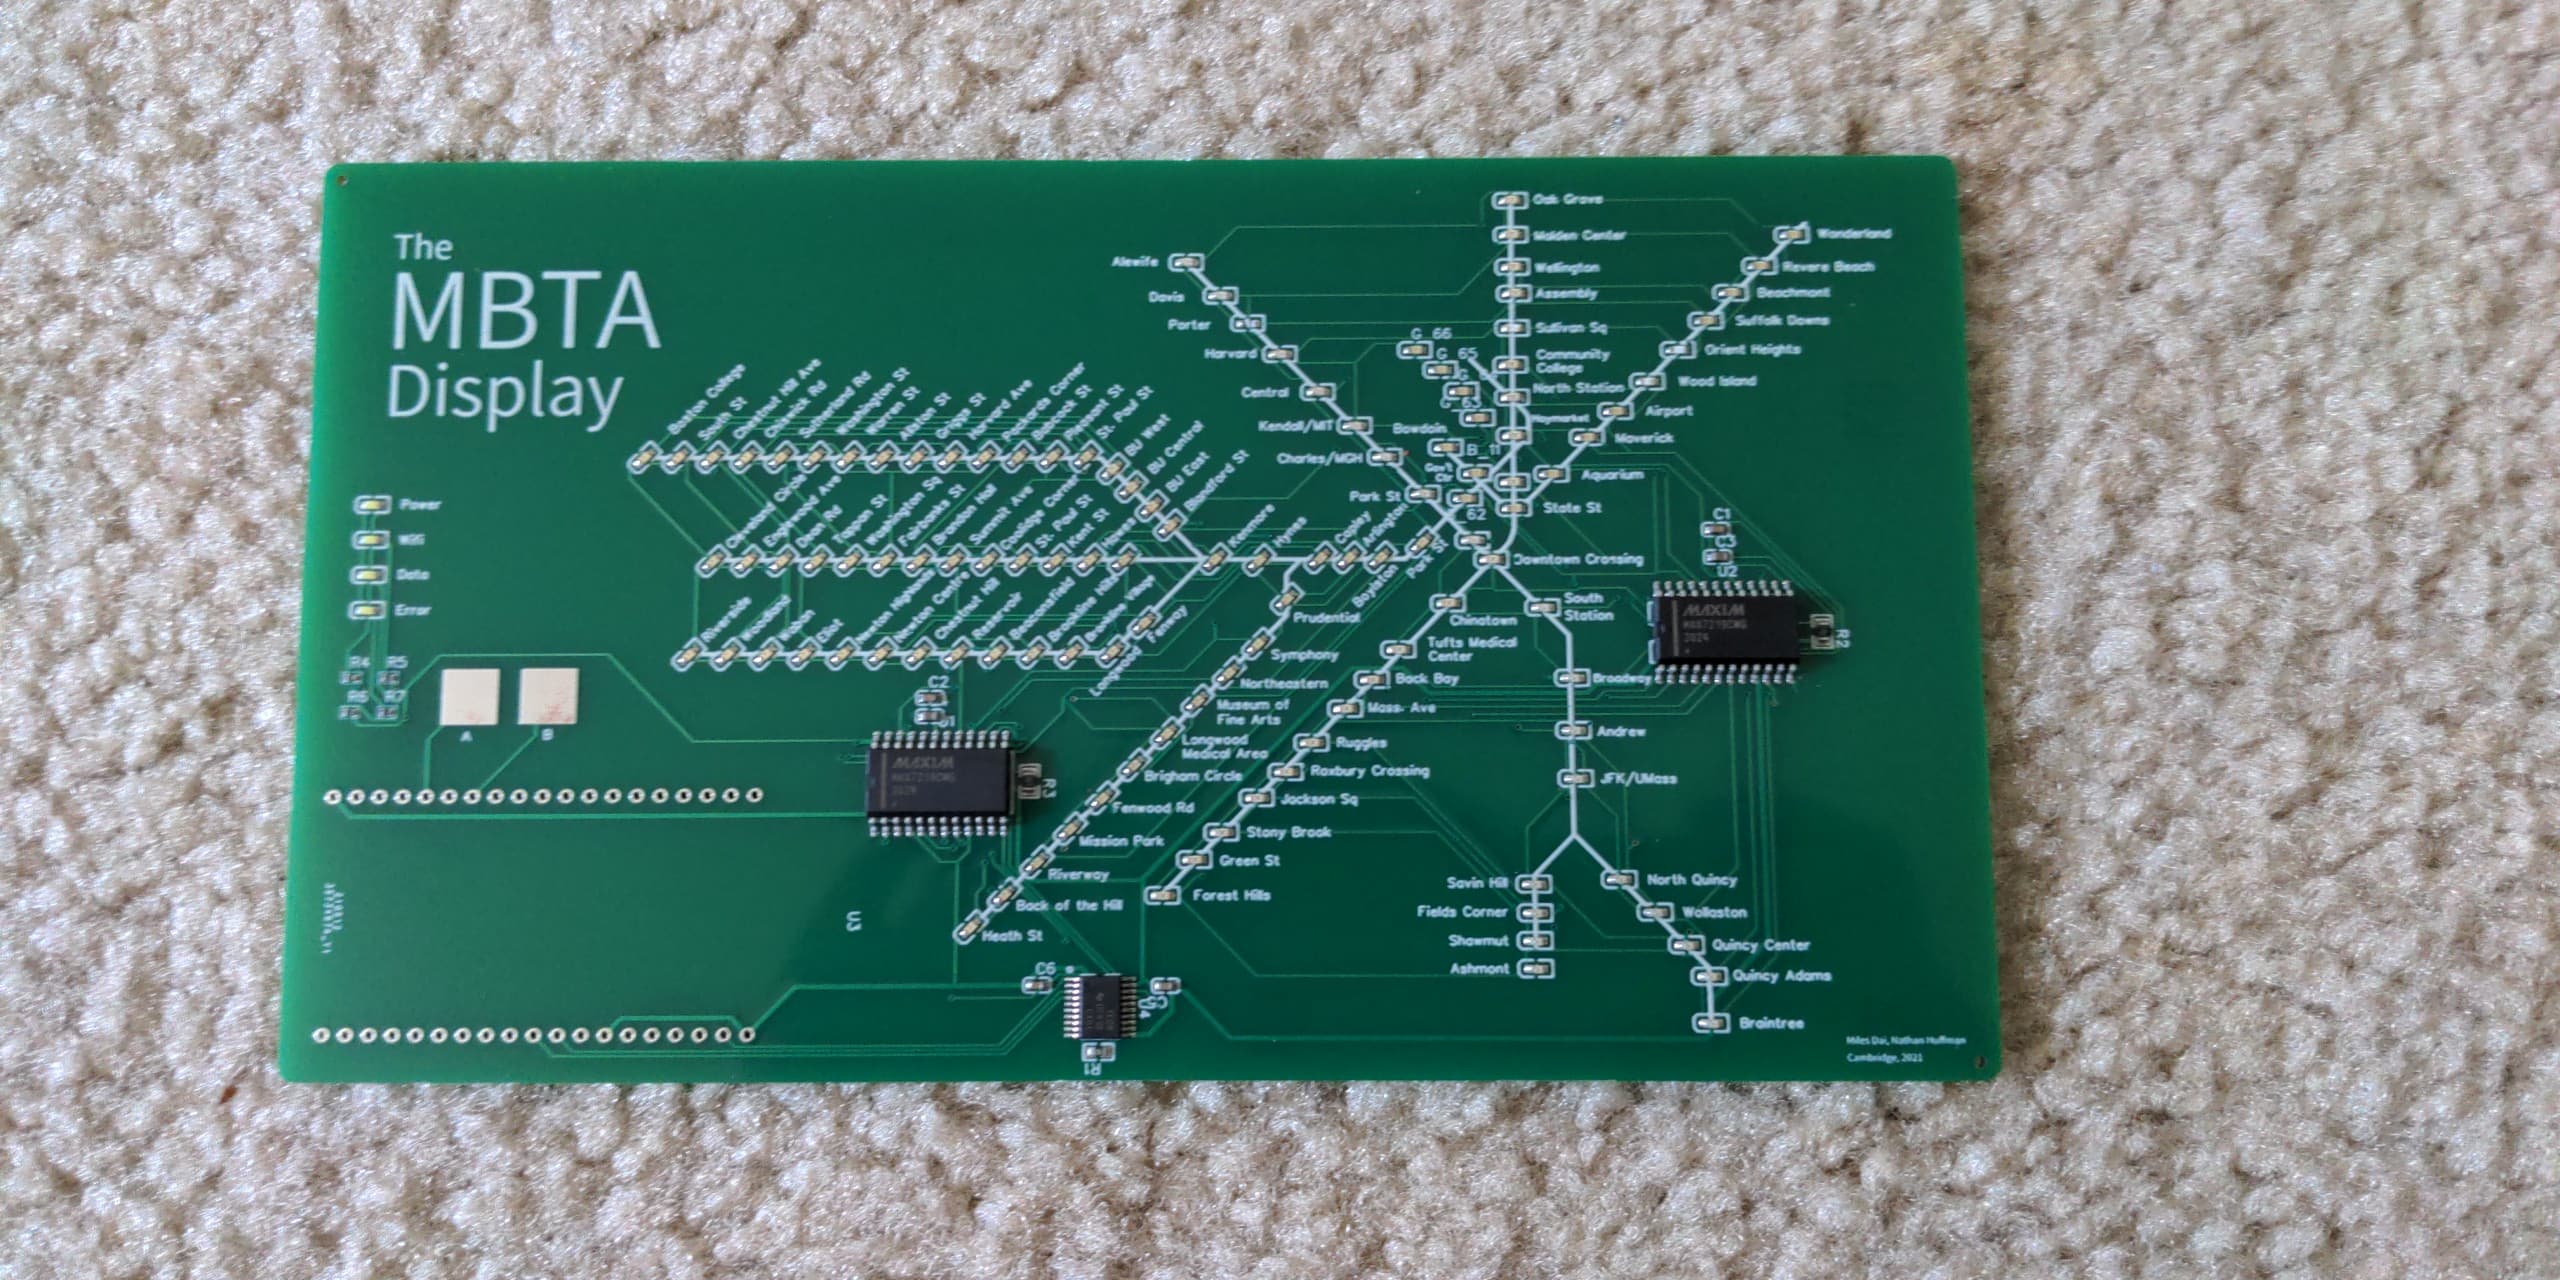 The
MBTA
Display
Power
Data
Error
R4 R5
R6 R7
A
B
Boston College
South St
Chestnut Hill Ave
Chiswick Rd
Sutherland Rd
Washington St
Warren St
Allston St
Griggs St
Harvard Ave
Packards Corner
Babcock St
Pleasant St
St. Paul St
BU West
BU Central
BU East
Blandford St
Dean Rd
Tappan St
Washington Sq
Fairbanks St
Brandon Hall
Summit Ave
Coolidge Corner
St. Paul St
Kent St
Kenmore
Hynes
Copley
Arlington
Boylston
Park St
Riverside
Woodland
Eliot
Newton Highlands
Newton Centre
Chestnut Hill
Reservoir
Beaconsfield
Brookline Hills
Brookline Village
Longwood
Fenway
Prudential
Symphony
Northeastern
Museum of
Fine Arts
Longwood
Medical Area
Brigham Circle
Fenwood Rd
Mission Park
Riverway
Back of the Hill
Heath St
Alewife
Davis
Porter
Harvard
Central
Kendall/MIT
Charles/MGH
Park St
Downtown Crossing
South
Station
Broadway
Andrew
JFK/UMass
Savin Hill
Fields Corner
Shawmut
Ashmont
North Quincy
Wollaston
Quincy Center
Quincy Adams
Braintree
Oak Grove
Malden Center
Wellington
Assembly
Sullivan Sq
Community
College
North Station
Haymarket
State St
Chinatown
Tufts Medical
Center
Back Bay
Mass. Ave
Ruggles
Roxbury Crossing
Jackson Sq
Stony Brook
Green St
Forest Hills
Wonderland
Revere Beach
Beachmont
Suffolk Downs
Orient Heights
Wood Island
Airport
Maverick
Aquarium
Bowdoin
Gov't
Ctr
G_66
G_65
B_11
62
C1
C3
U2
MAXIM
MAX7219CWG
2024
R2
C2
U1
MAXIM
MAX7219CWG
R3
U3
C6
R1
Miles Dai, Nathan Huffman
Cambridge, 2021